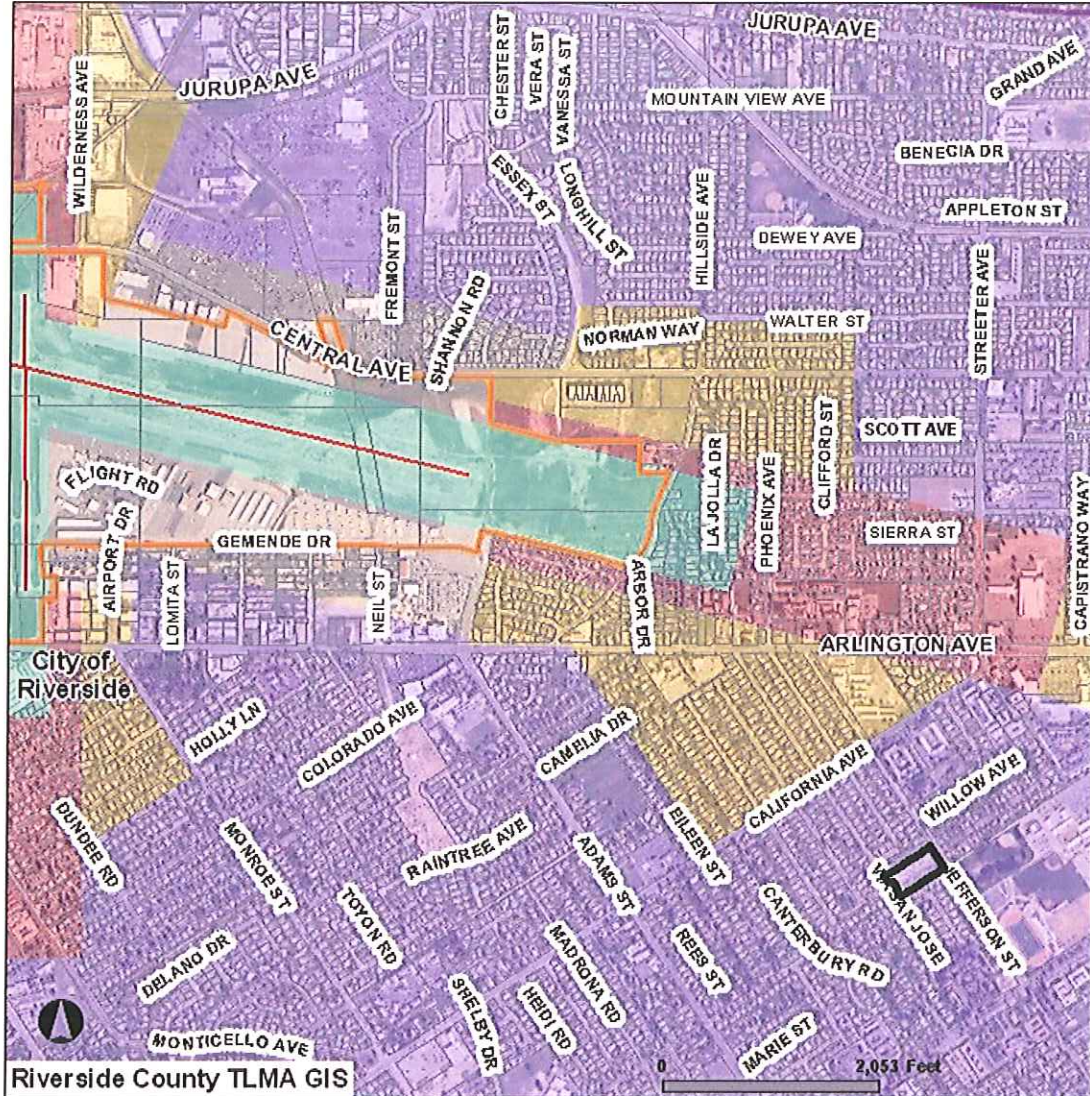 JURUPA AVE
JURUPA AVE
WILDERNESS AVE
CHESTER ST
VERA ST
VANESSA ST
GRAND AVE
MOUNTAIN VIEW AVE
BENECIA DR
ESSEX ST
LONGHILL ST
HILLSIDE AVE
APPLETON ST
DEWEY AVE
FREMONT ST
SHANNON RD
STREETER AVE
CENTRAL AVE
NORMAN WAY
WALTER ST
SCOTT AVE
CLIFFORD ST
LA JOLLA DR
PHOENIX AVE
FLIGHT RD
AIRPORT DR
GEMENDE DR
SIERRA ST
CAPISTRANO WAY
LOMITA ST
NEIL ST
ARBOR DR
ARLINGTON AVE
City of
Riverside
HOLLY LN
COLORADO AVE
CAMELIA DR
CALIFORNIA AVE
WILLOW AVE
DUNDEE RD
MONROE ST
RAINTREE AVE
ADAMS ST
EILEEN ST
SAN JOSE
JEFFERSON ST
TOYON RD
CANTERBURY RD
DELANO DR
MADRONA RD
REES ST
SHELBY DR
HEIDI RD
MARIE ST
MONTICELLO AVE
0 2,053 Feet
Riverside County TLMA GIS